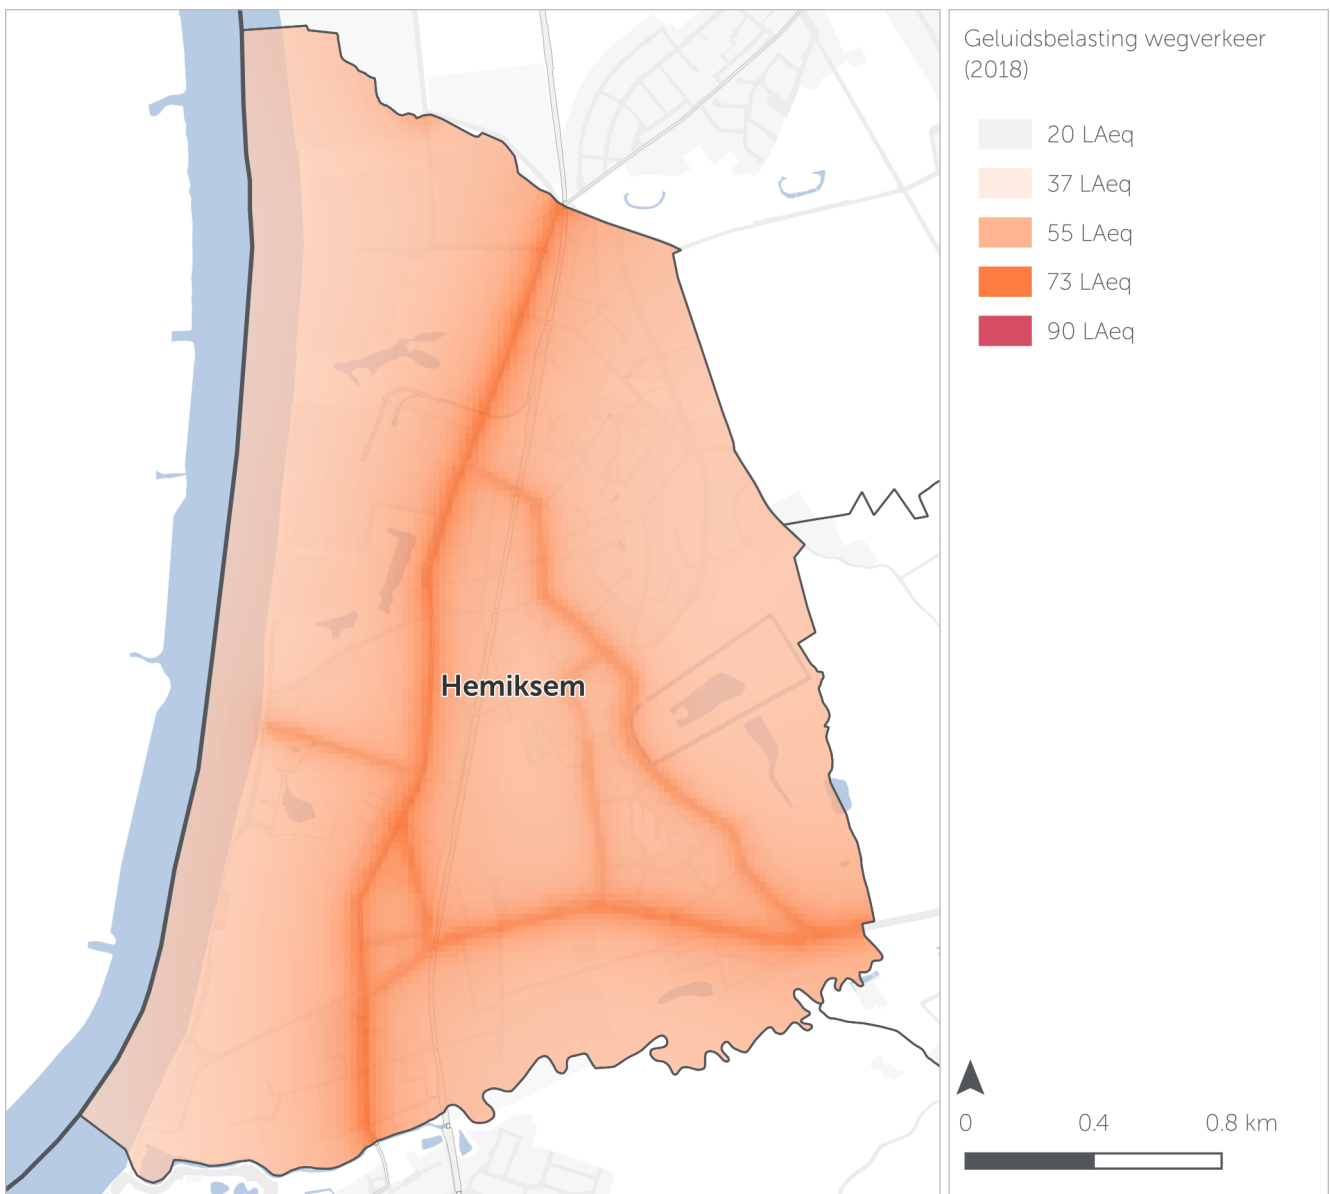 Geluidsbelasting wegverkeer
(2018)
20 LAeq
37 LAeq
55 LAeq
73 LAeq
90 LAeq
Hemiksem
0 0.4 0.8 km